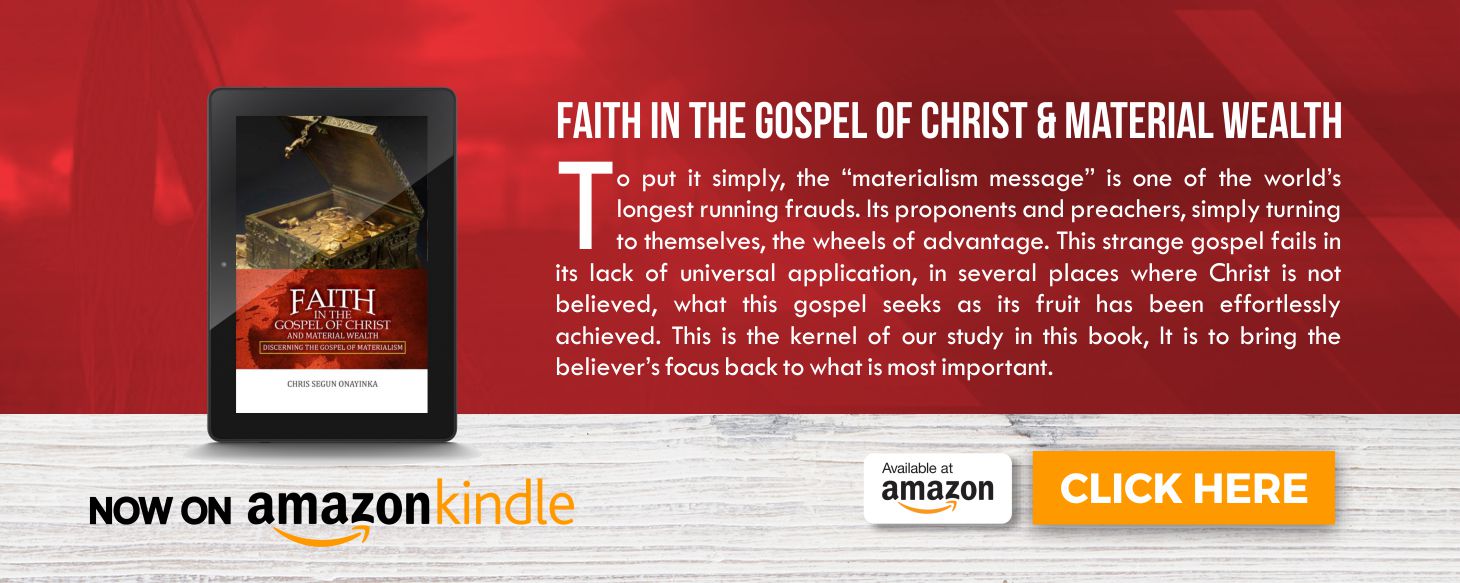 FAITH IN THE GOSPEL OF CHRIST & MATERIAL WEALTH
To put it simply, the “materialism message” is one of the world’s
longest running frauds. Its proponents and preachers, simply turning
to themselves, the wheels of advantage. This strange gospel fails in
its lack of universal application, in several places where Christ is not
believed, what this gospel seeks as its fruit has been effortlessly
achieved. This is the kernel of our study in this book, It is to bring the
believer’s focus back to what is most important.
FAITH
IN THE
GOSPEL OF CHRIST
AND MATERIAL WEALTH
DISCERNING THE GOSPEL OF MATERIALISM
CHRIS SEGUN ONAYINKA
NOW ON amazonkindle
Available at
amazon
CLICK HERE